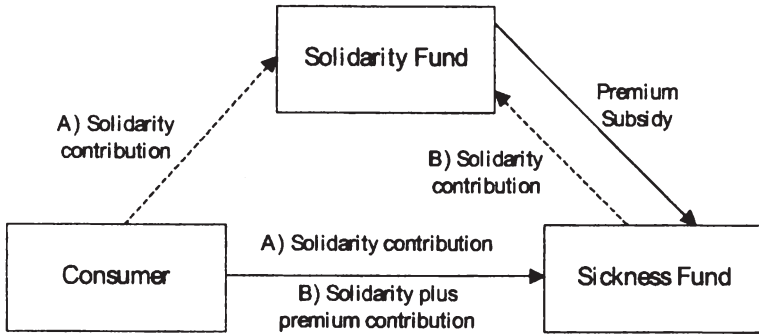 Solidarity Fund
A) Solidarity
contribution
Premium
Subsidy
B) Solidarity
contribution
Consumer
A) Solidarity contribution
B) Solidarity plus
premium contribution
Sickness Fund